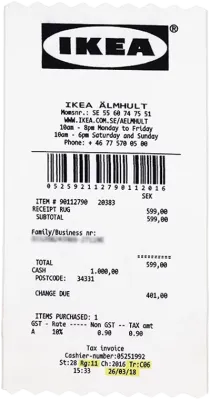 IKEA
IKEA ÄLMHULT
Momsnr.: SE 55 60 74 75 51
WWW.IKEA.COM.SE/AELMHULT
10am - 8pm Monday to Friday
10am - 6pm Saturday and Sunday
Phone: + 46 77 570 05 00
052592112790112016
SEK
ITEM # 90112790 20383
RECEIPT RUG 599,00
SUBTOTAL 599,00
Family/Business nr:
TOTAL 599,00
CASH 1.000,00
POSTCODE: 34331
CHANGE DUE 401,00
ITEMS PURCHASED: 1
GST - Rate ----- Non Gst -- TAX amt
A 10% 0.90 0.90
Tax invoice
Cashier-number:05251992
St:28 Rg:11 Ch:2016 Tr:C06
15:33 26/03/18